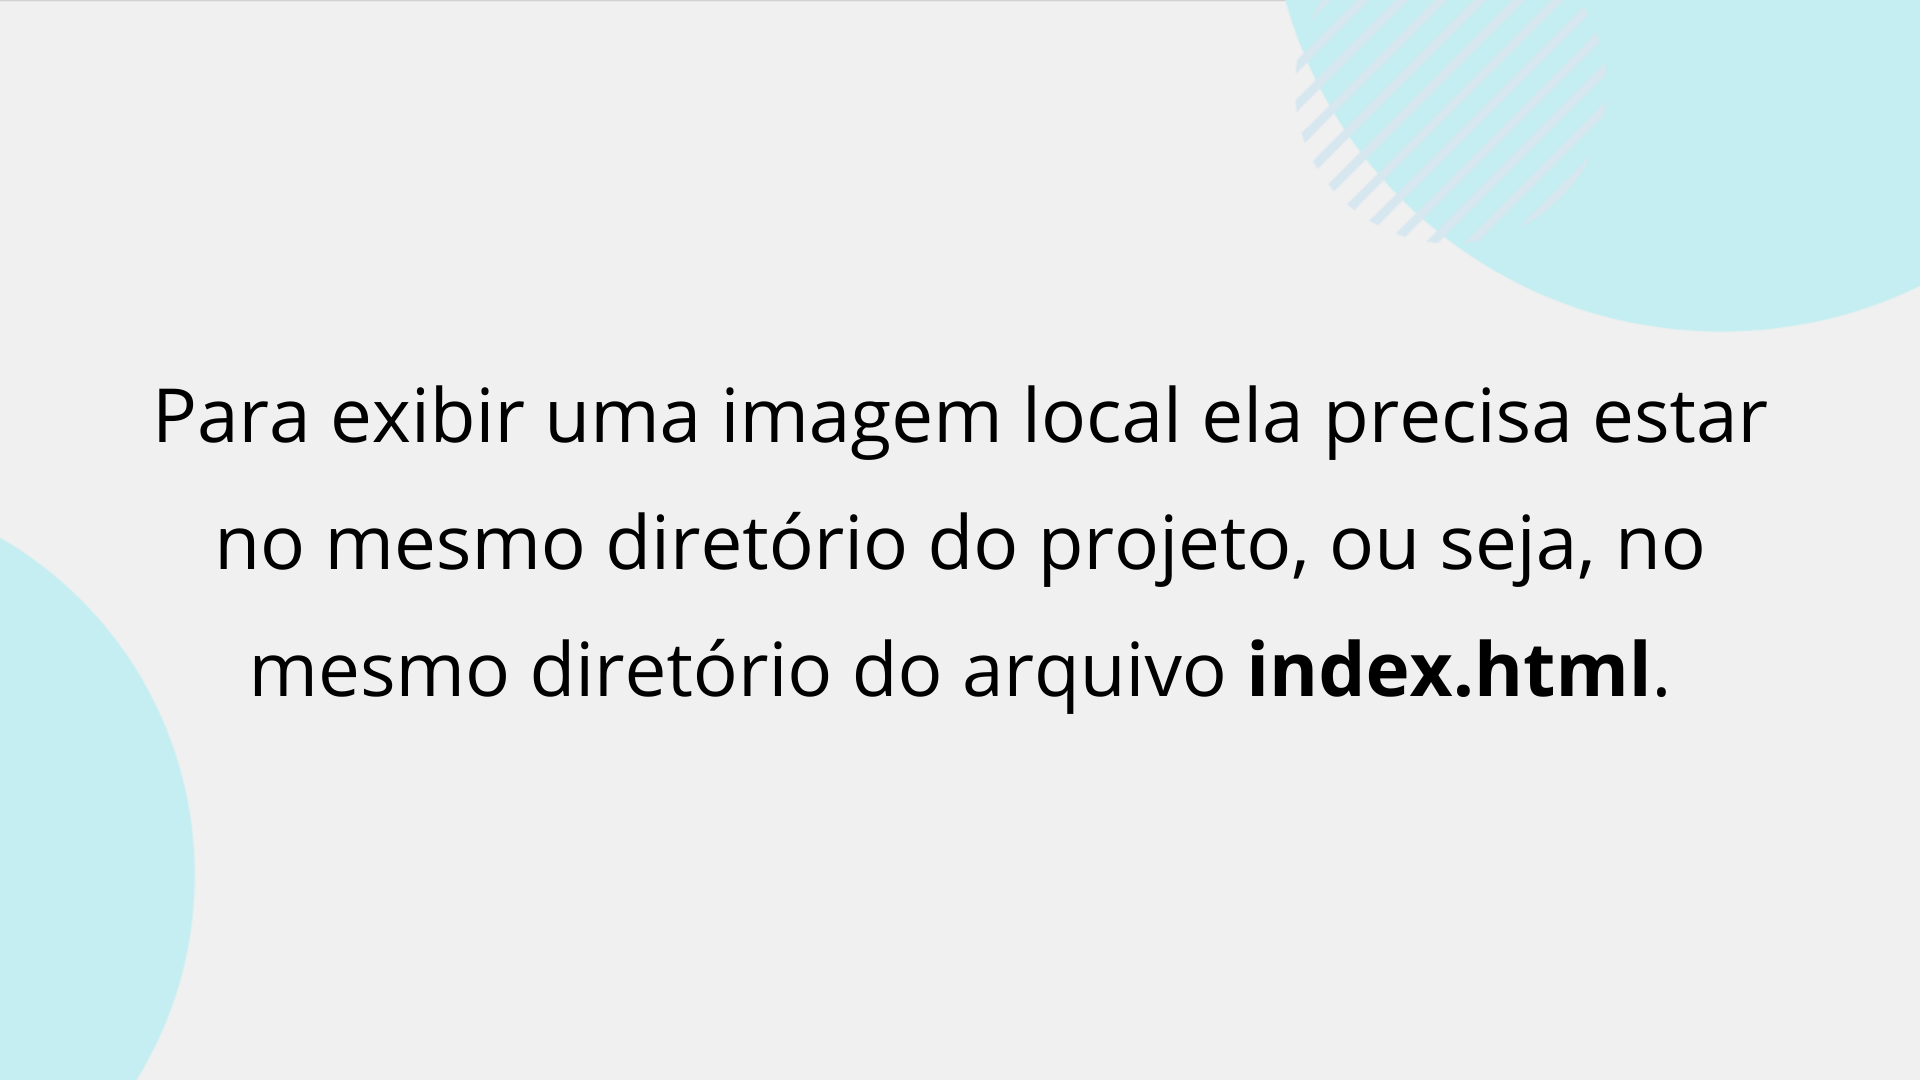 Para exibir uma imagem local ela precisa estar
no mesmo diretório do projeto, ou seja, no
mesmo diretório do arquivo index.html.